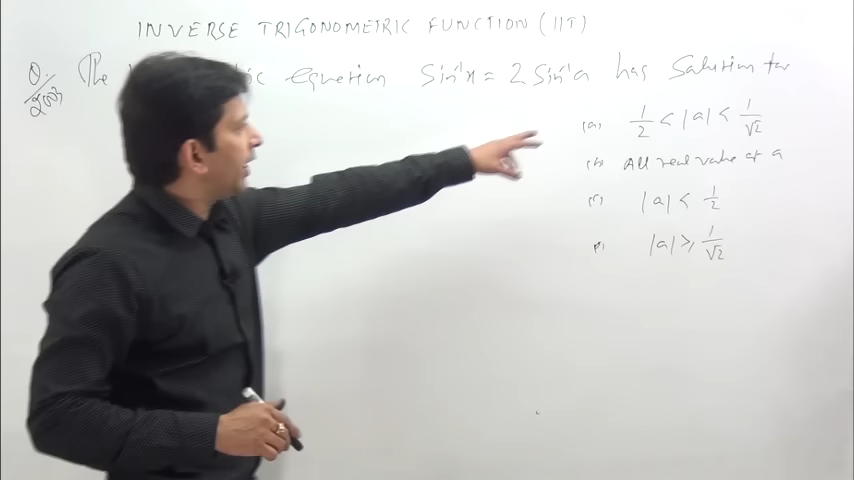 INVERSE TRIGONOMETRIC FUNCTION (IIT)
Q. The equation Sin⁻¹x = 2 Sin⁻¹a has Solution for
2003
(a) 1/2 < |a| < 1/√2
(b) All real value of a
(c) |a| < 1/2
(d) |a| ≥ 1/√2